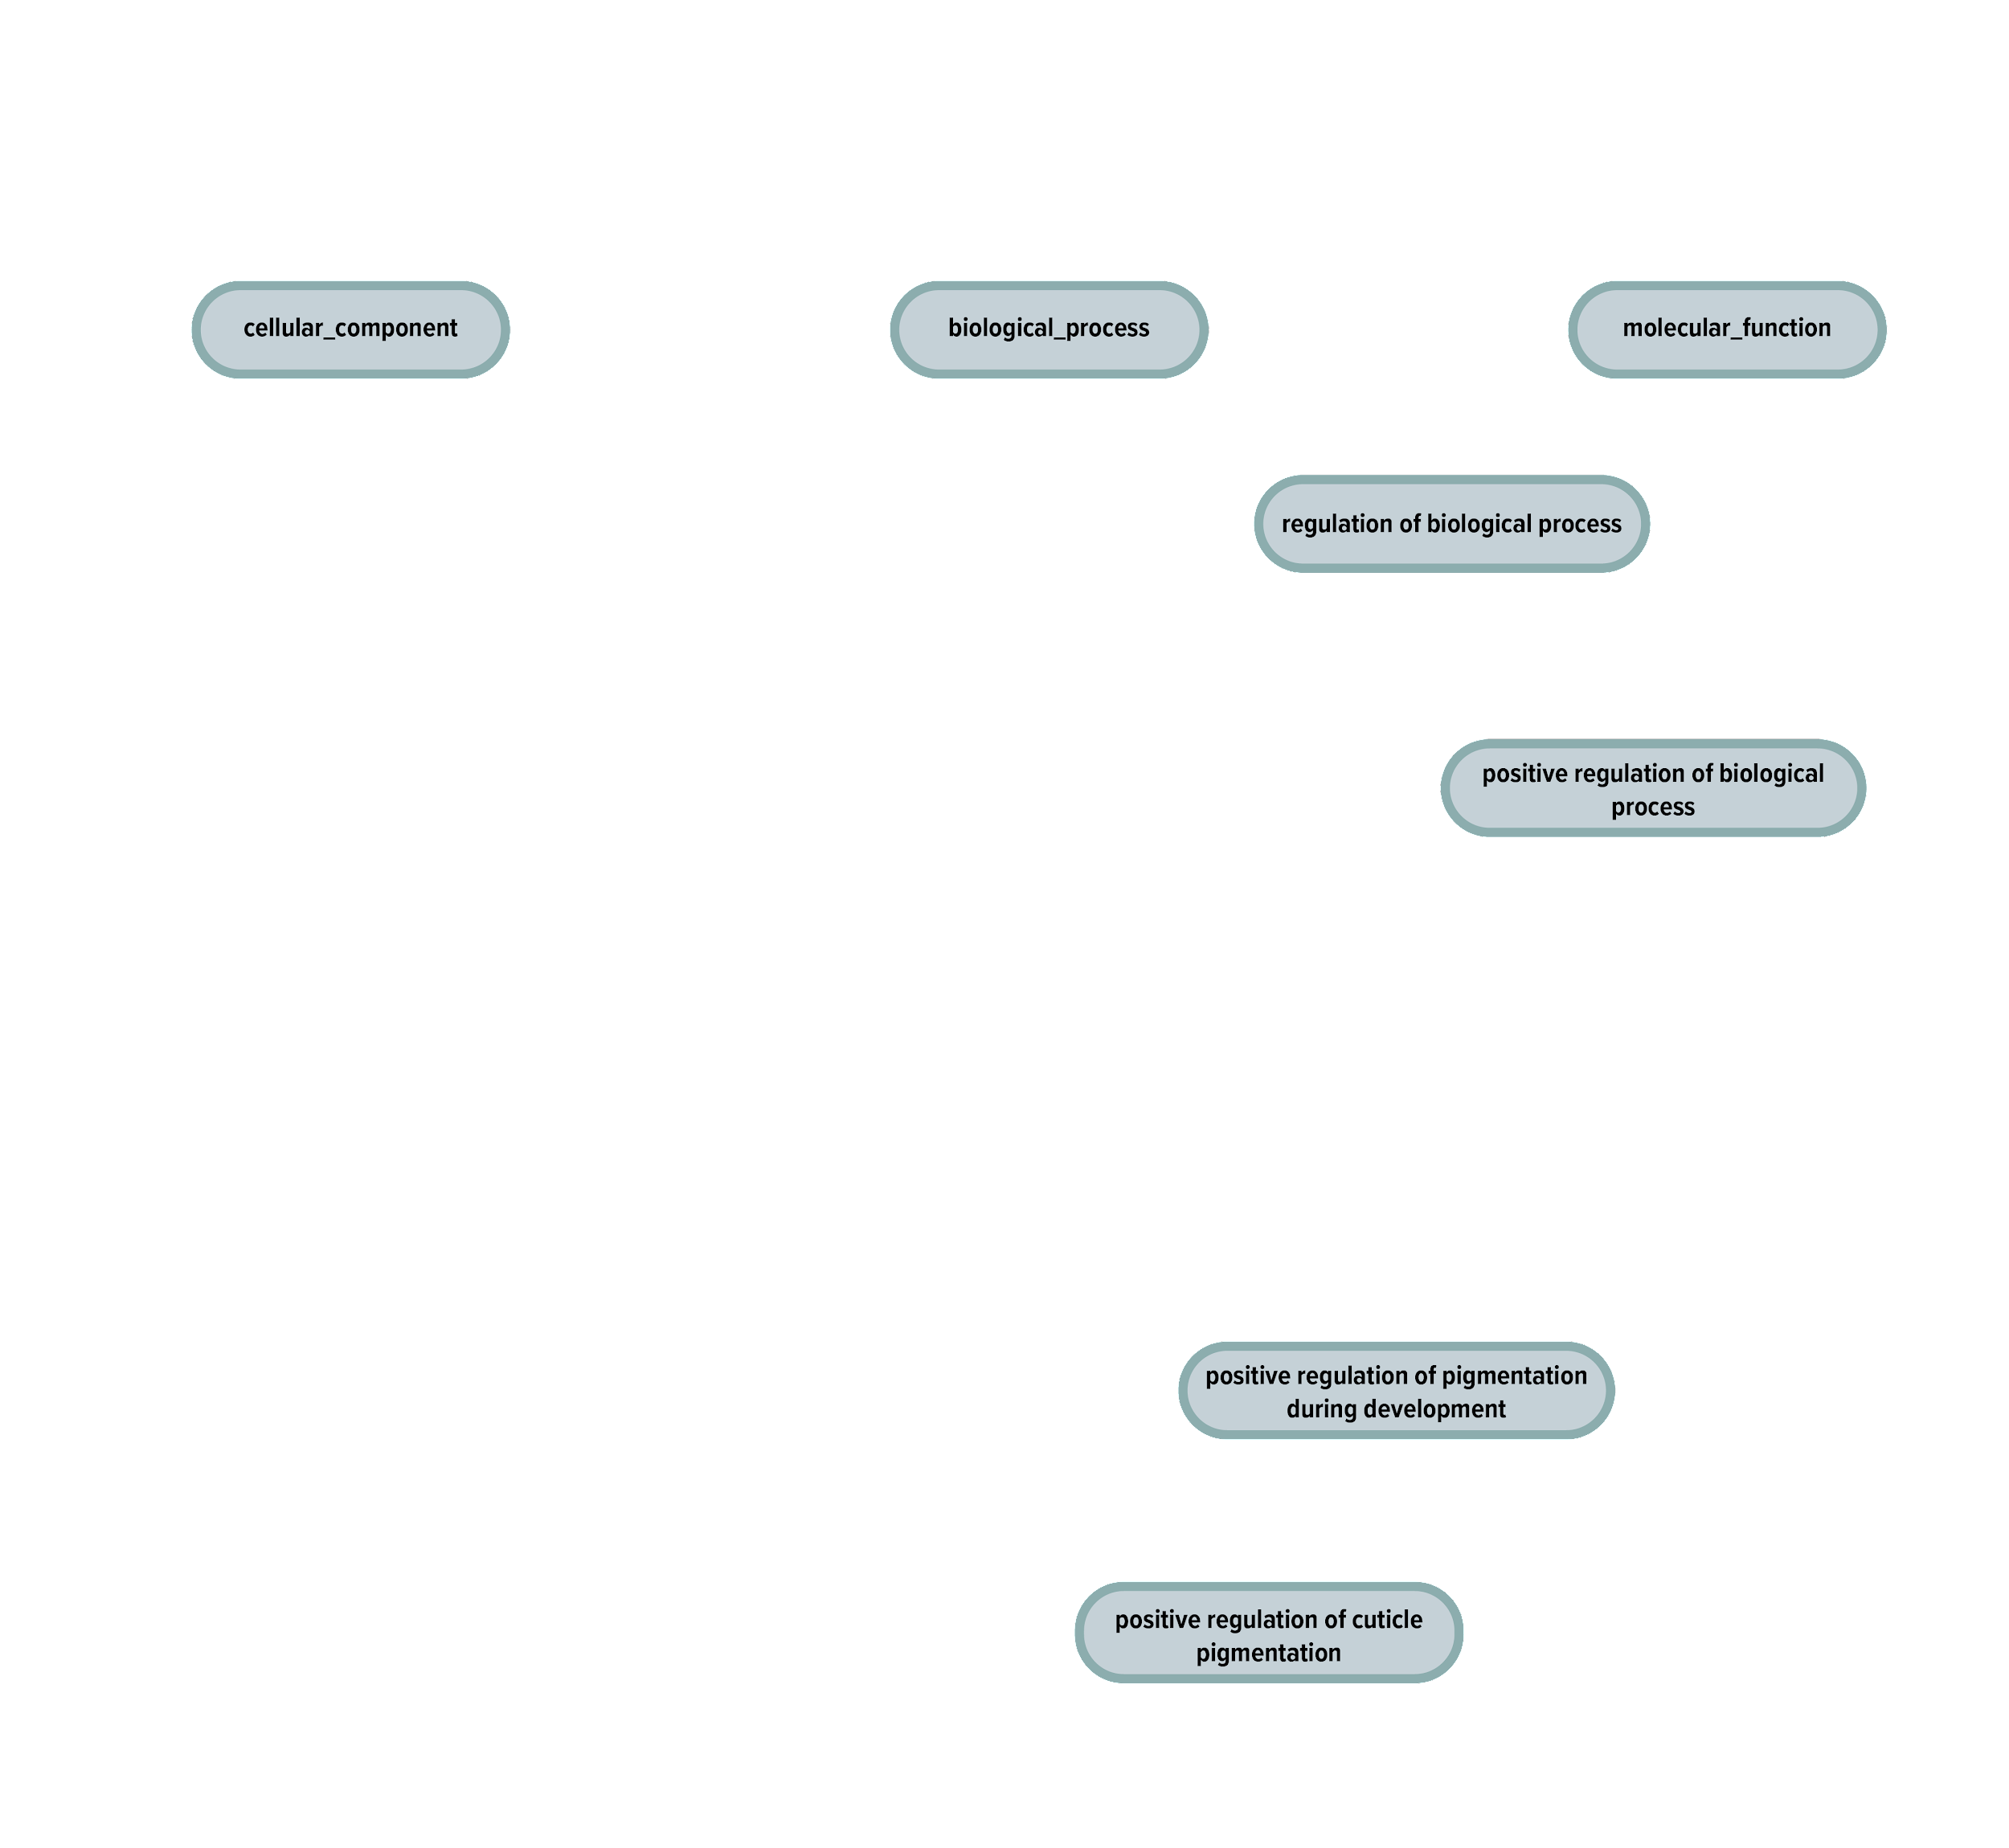 cellular_component
biological_process
molecular_function
regulation of biological process
positive regulation of biological
process
positive regulation of pigmentation
during development
positive regulation of cuticle
pigmentation